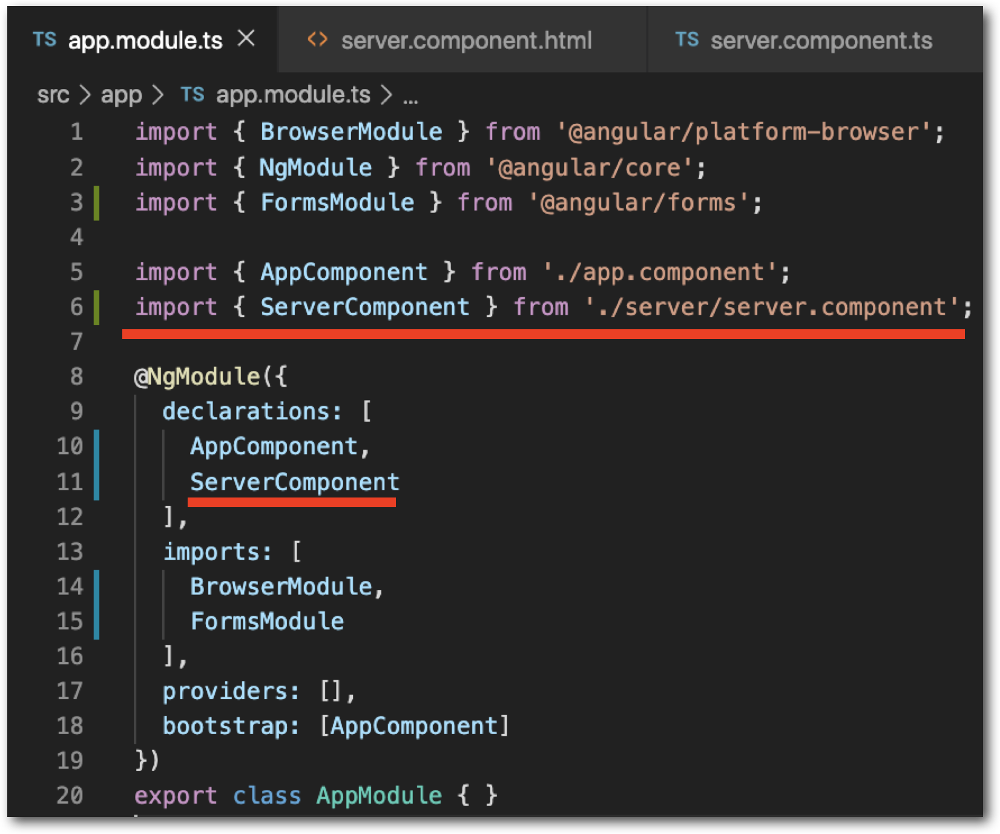 TS app.module.ts × <> server.component.html TS server.component.ts
src > app > TS app.module.ts > ...
1 import { BrowserModule } from '@angular/platform-browser';
2 import { NgModule } from '@angular/core';
3 import { FormsModule } from '@angular/forms';
4
5 import { AppComponent } from './app.component';
6 import { ServerComponent } from './server/server.component';
7
8 @NgModule({
9   declarations: [
10     AppComponent,
11     ServerComponent
12   ],
13   imports: [
14     BrowserModule,
15     FormsModule
16   ],
17   providers: [],
18   bootstrap: [AppComponent]
19 })
20 export class AppModule { }